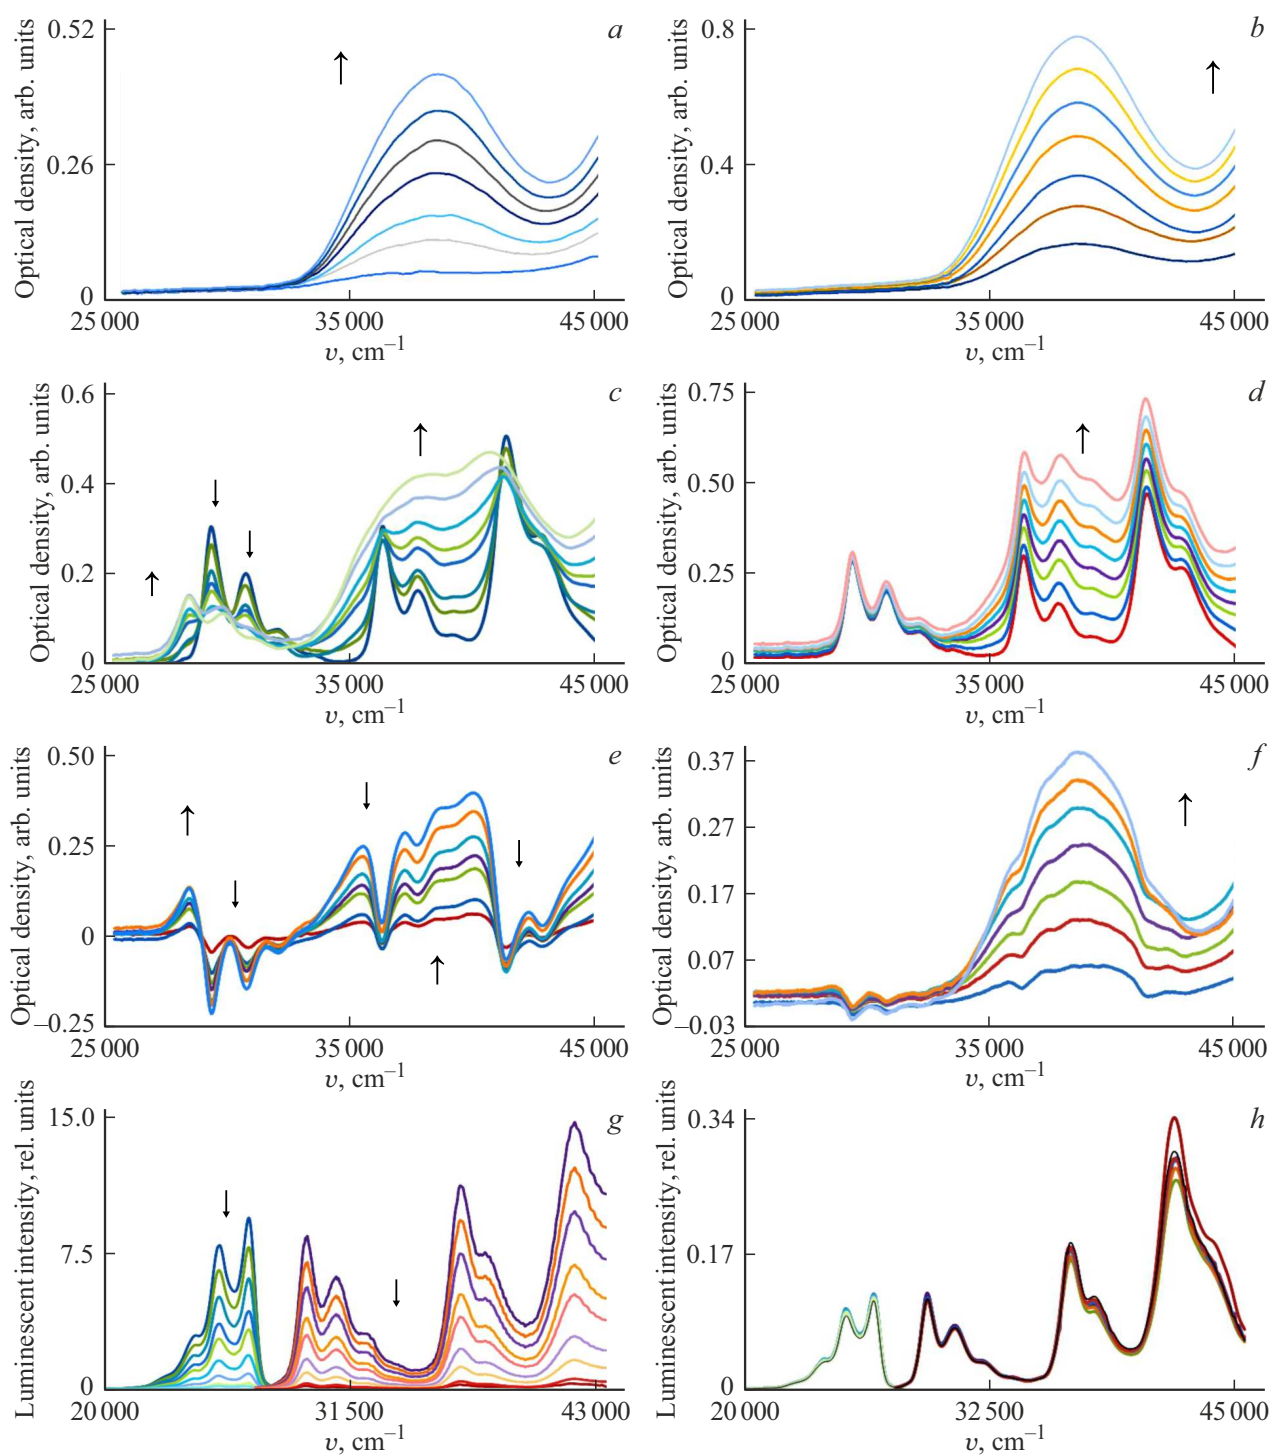 a
Optical density, arb. units
0.52
0.26
0
25 000
35 000
45 000
υ, cm–1
b
Optical density, arb. units
0.8
0.4
0
25 000
35 000
45 000
υ, cm–1
c
Optical density, arb. units
0.6
0.4
0.2
0
25 000
35 000
45 000
υ, cm–1
d
Optical density, arb. units
0.75
0.50
0.25
0
25 000
35 000
45 000
υ, cm–1
e
Optical density, arb. units
0.50
0.25
0
–0.25
25 000
35 000
45 000
υ, cm–1
f
Optical density, arb. units
0.37
0.27
0.17
0.07
–0.03
25 000
35 000
45 000
υ, cm–1
g
Luminescent intensity, rel. units
15.0
7.5
0
20 000
31 500
43 000
υ, cm–1
h
Luminescent intensity, rel. units
0.34
0.17
0
20 000
32 500
45 000
υ, cm–1